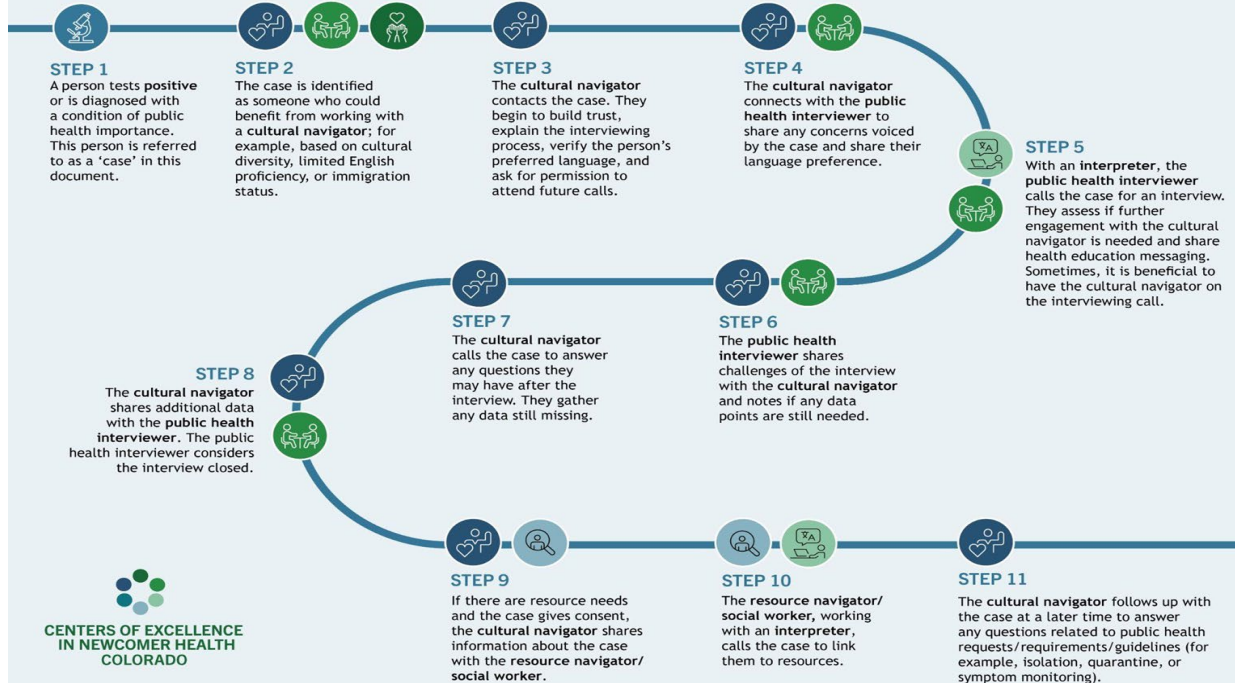 STEP 1
A person tests positive
or is diagnosed with
a condition of public
health importance.
This person is referred
to as a ‘case’ in this
document.
STEP 2
The case is identified
as someone who could
benefit from working with
a cultural navigator; for
example, based on cultural
diversity, limited English
proficiency, or immigration
status.
STEP 3
The cultural navigator
contacts the case. They
begin to build trust,
explain the interviewing
process, verify the person’s
preferred language, and
ask for permission to
attend future calls.
STEP 4
The cultural navigator
connects with the public
health interviewer to
share any concerns voiced
by the case and share their
language preference.
STEP 5
With an interpreter, the
public health interviewer
calls the case for an interview.
They assess if further
engagement with the cultural
navigator is needed and share
health education messaging.
Sometimes, it is beneficial to
have the cultural navigator on
the interviewing call.
STEP 6
The public health
interviewer shares
challenges of the interview
with the cultural navigator
and notes if any data
points are still needed.
STEP 7
The cultural navigator
calls the case to answer
any questions they
may have after the
interview. They gather
any data still missing.
STEP 8
The cultural navigator
shares additional data
with the public health
interviewer. The public
health interviewer considers
the interview closed.
STEP 9
If there are resource needs
and the case gives consent,
the cultural navigator shares
information about the case
with the resource navigator/
social worker.
STEP 10
The resource navigator/
social worker, working
with an interpreter,
calls the case to link
them to resources.
STEP 11
The cultural navigator follows up with
the case at a later time to answer
any questions related to public health
requests/requirements/guidelines (for
example, isolation, quarantine, or
symptom monitoring).
CENTERS OF EXCELLENCE
IN NEWCOMER HEALTH
COLORADO